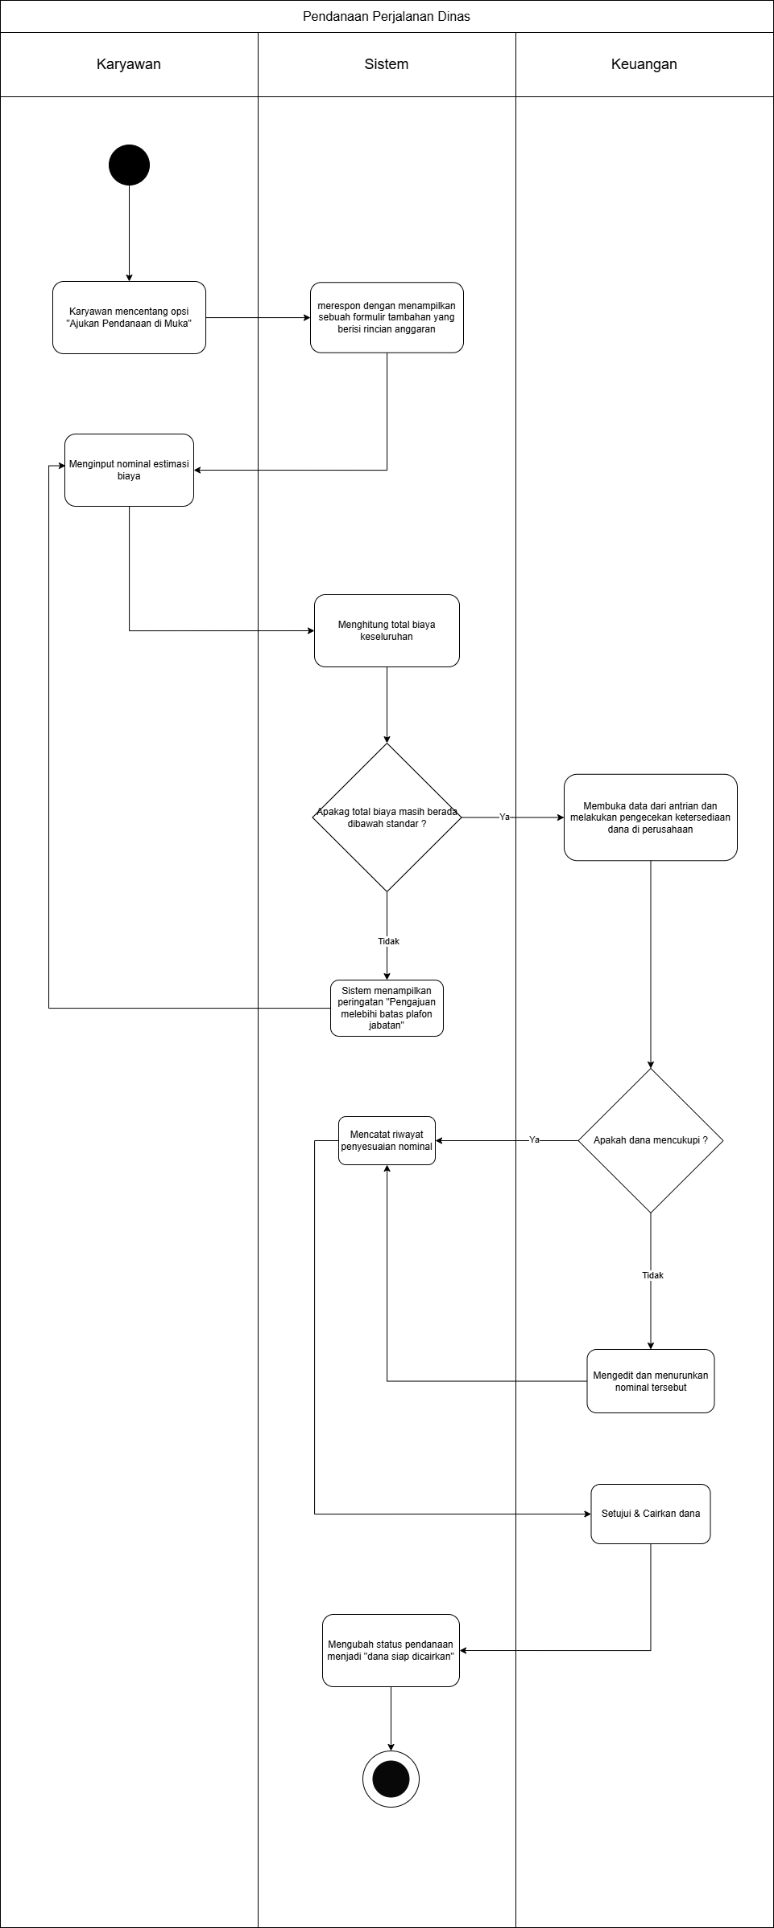 Pendanaan Perjalanan Dinas
Karyawan
Sistem
Keuangan
Karyawan mencentang opsi
"Ajukan Pendanaan di Muka"
merespon dengan menampilkan
sebuah formulir tambahan yang
berisi rincian anggaran
Menginput nominal estimasi
biaya
Menghitung total biaya
keseluruhan
Apakag total biaya masih berada
dibawah standar ?
Ya
Membuka data dari antrian dan
melakukan pengecekan ketersediaan
dana di perusahaan
Tidak
Sistem menampilkan
peringatan "Pengajuan
melebihi batas plafon
jabatan"
Apakah dana mencukupi ?
Ya
Mencatat riwayat
penyesuaian nominal
Tidak
Mengedit dan menurunkan
nominal tersebut
Setujui & Cairkan dana
Mengubah status pendanaan
menjadi "dana siap dicairkan"